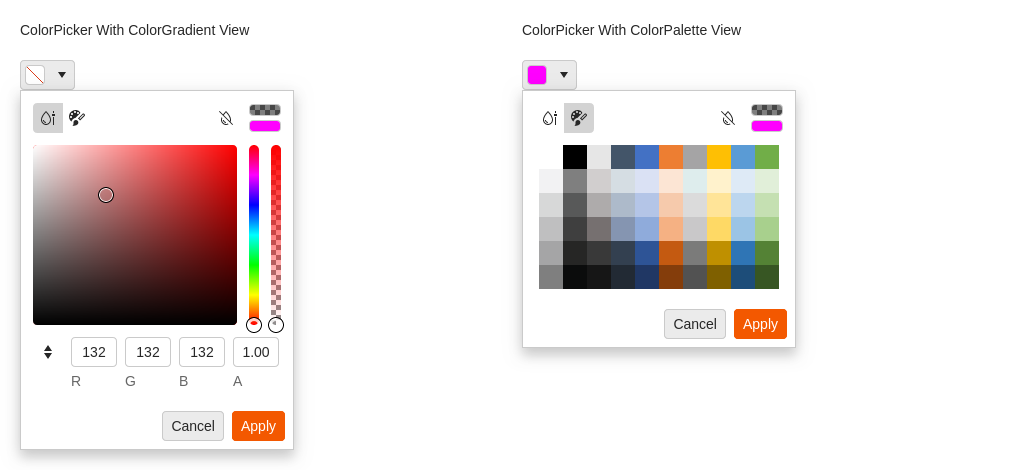 ColorPicker With ColorGradient View
132 132 132 1.00
R G B A
Cancel Apply
ColorPicker With ColorPalette View
Cancel Apply